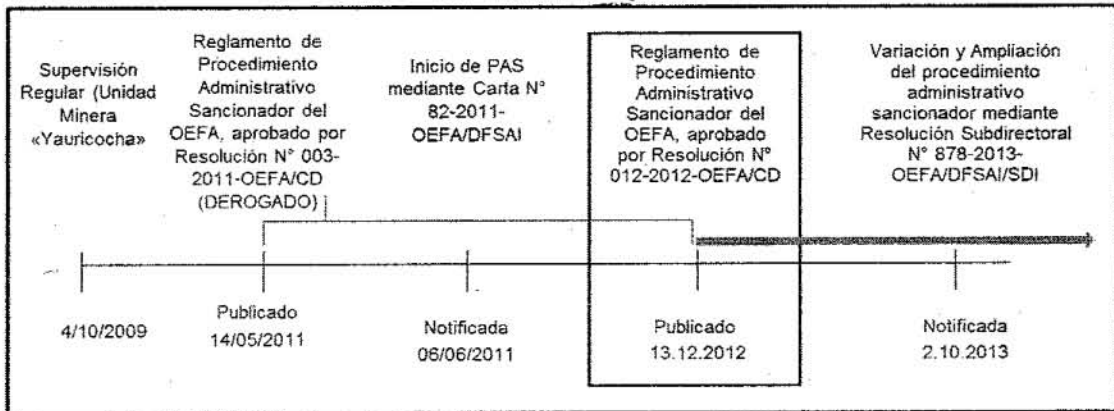 Supervisión
Regular (Unidad
Minera
«Yauricocha»
Reglamento de
Procedimiento
Administrativo
Sancionador del
OEFA, aprobado por
Resolución N° 003-
2011-OEFA/CD
(DEROGADO)
Inicio de PAS
mediante Carta N°
82-2011-
OEFA/DFSAI
Reglamento de
Procedimiento
Administrativo
Sancionador del
OEFA, aprobado
por Resolución N°
012-2012-OEFA/CD
Variación y Ampliación
del procedimiento
administrativo
sancionador mediante
Resolución Subdirectoral
N° 878-2013-
OEFA/DFSAI/SDI
4/10/2009
Publicado
14/05/2011
Notificada
06/06/2011
Publicado
13.12.2012
Notificada
2.10.2013